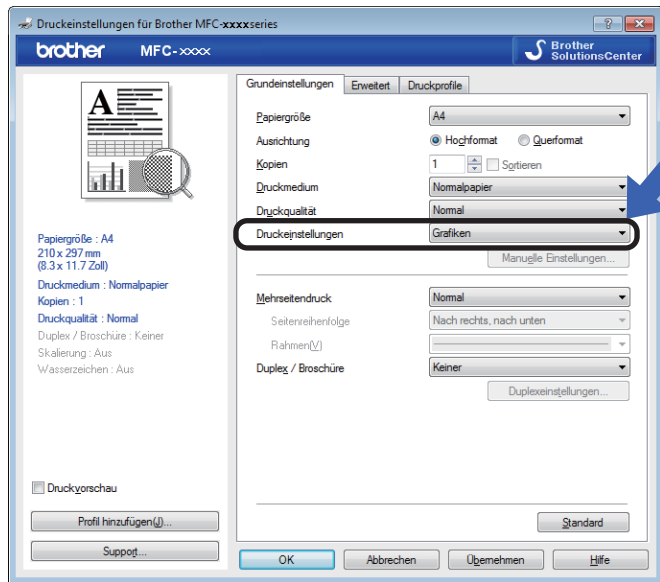 Druckeinstellungen für Brother MFC-xxxxseries
brother MFC-xxxx
Brother
SolutionsCenter
A
Papiergröße : A4
210 x 297 mm
(8.3 x 11.7 Zoll)
Druckmedium : Normalpapier
Kopien : 1
Druckqualität : Normal
Duplex / Broschüre : Keiner
Skalierung : Aus
Wasserzeichen : Aus
Druckvorschau
Profil hinzufügen(J)...
Support...
Grundeinstellungen Erweitert Druckprofile
Papiergröße A4
Ausrichtung Hochformat Querformat
Kopien 1 Sortieren
Druckmedium Normalpapier
Druckqualität Normal
Druckeinstellungen Grafiken
Manuelle Einstellungen...
Mehrseitendruck Normal
Seitenreihenfolge Nach rechts, nach unten
Rahmen(V)
Duplex / Broschüre Keiner
Duplexeinstellungen...
Standard
OK Abbrechen Übernehmen Hilfe